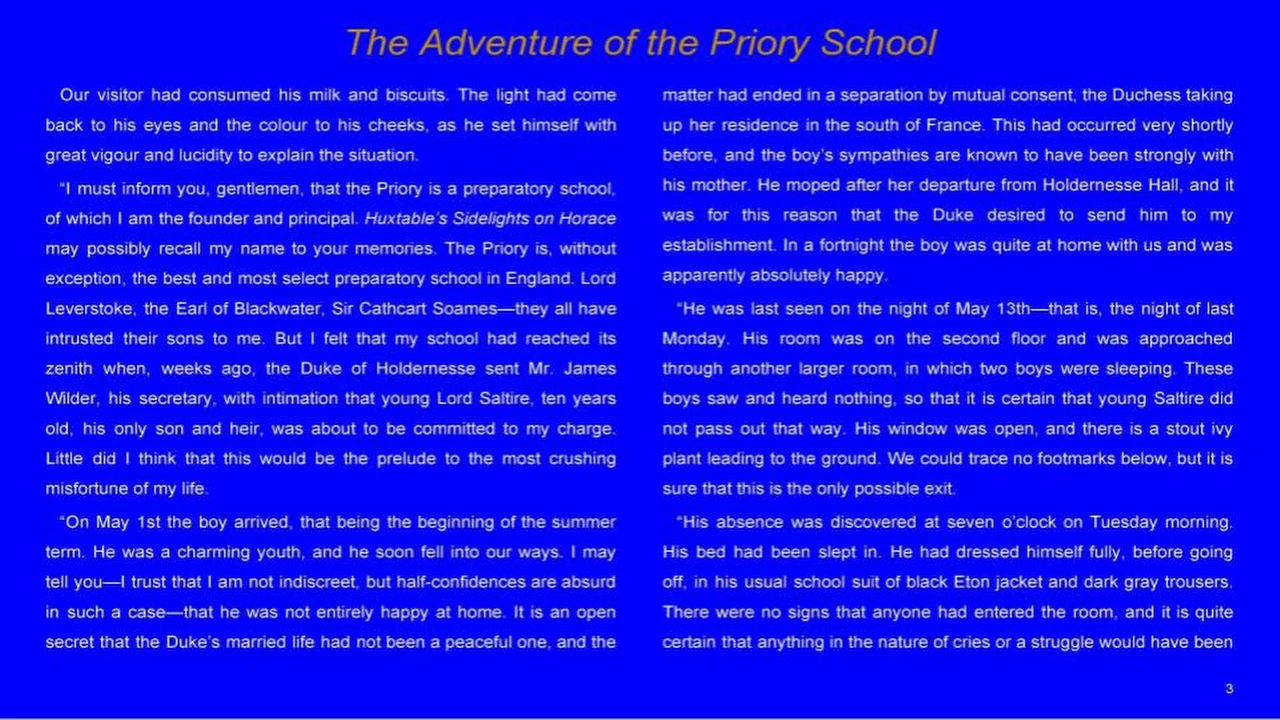 The Adventure of the Priory School
Our visitor had consumed his milk and biscuits. The light had come
back to his eyes and the colour to his cheeks, as he set himself with
great vigour and lucidity to explain the situation.
“I must inform you, gentlemen, that the Priory is a preparatory school,
of which I am the founder and principal. Huxtable’s Sidelights on Horace
may possibly recall my name to your memories. The Priory is, without
exception, the best and most select preparatory school in England. Lord
Leverstoke, the Earl of Blackwater, Sir Cathcart Soames—they all have
intrusted their sons to me. But I felt that my school had reached its
zenith when, weeks ago, the Duke of Holdernesse sent Mr. James
Wilder, his secretary, with intimation that young Lord Saltire, ten years
old, his only son and heir, was about to be committed to my charge.
Little did I think that this would be the prelude to the most crushing
misfortune of my life.
“On May 1st the boy arrived, that being the beginning of the summer
term. He was a charming youth, and he soon fell into our ways. I may
tell you—I trust that I am not indiscreet, but half-confidences are absurd
in such a case—that he was not entirely happy at home. It is an open
secret that the Duke’s married life had not been a peaceful one, and the
matter had ended in a separation by mutual consent, the Duchess taking
up her residence in the south of France. This had occurred very shortly
before, and the boy’s sympathies are known to have been strongly with
his mother. He moped after her departure from Holdernesse Hall, and it
was for this reason that the Duke desired to send him to my
establishment. In a fortnight the boy was quite at home with us and was
apparently absolutely happy.
“He was last seen on the night of May 13th—that is, the night of last
Monday. His room was on the second floor and was approached
through another larger room, in which two boys were sleeping. These
boys saw and heard nothing, so that it is certain that young Saltire did
not pass out that way. His window was open, and there is a stout ivy
plant leading to the ground. We could trace no footmarks below, but it is
sure that this is the only possible exit.
“His absence was discovered at seven o’clock on Tuesday morning.
His bed had been slept in. He had dressed himself fully, before going
off, in his usual school suit of black Eton jacket and dark gray trousers.
There were no signs that anyone had entered the room, and it is quite
certain that anything in the nature of cries or a struggle would have been
3